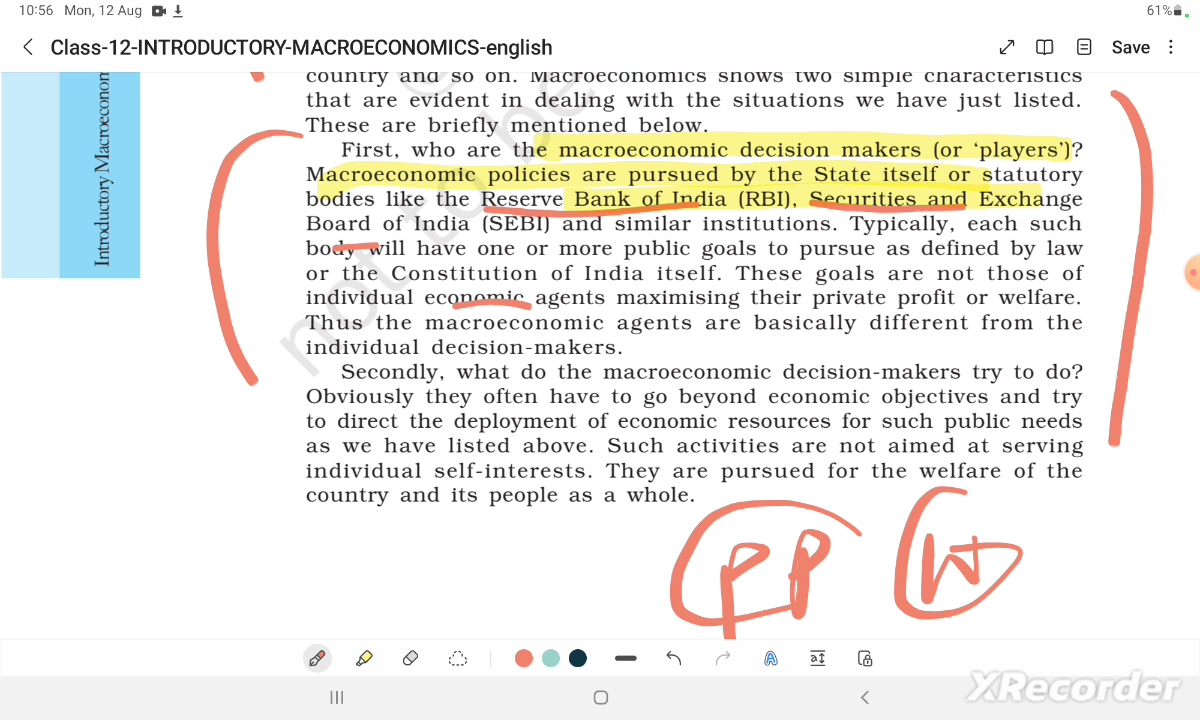 10:56 Mon, 12 Aug
61%
Class-12-INTRODUCTORY-MACROECONOMICS-english
Save
Introductory Macroeconom
country and so on. Macroeconomics shows two simple characteristics
that are evident in dealing with the situations we have just listed.
These are briefly mentioned below.
First, who are the macroeconomic decision makers (or ‘players’)?
Macroeconomic policies are pursued by the State itself or statutory
bodies like the Reserve Bank of India (RBI), Securities and Exchange
Board of India (SEBI) and similar institutions. Typically, each such
body will have one or more public goals to pursue as defined by law
or the Constitution of India itself. These goals are not those of
individual economic agents maximising their private profit or welfare.
Thus the macroeconomic agents are basically different from the
individual decision-makers.
Secondly, what do the macroeconomic decision-makers try to do?
Obviously they often have to go beyond economic objectives and try
to direct the deployment of economic resources for such public needs
as we have listed above. Such activities are not aimed at serving
individual self-interests. They are pursued for the welfare of the
country and its people as a whole.
not to be
PP
XRecorder